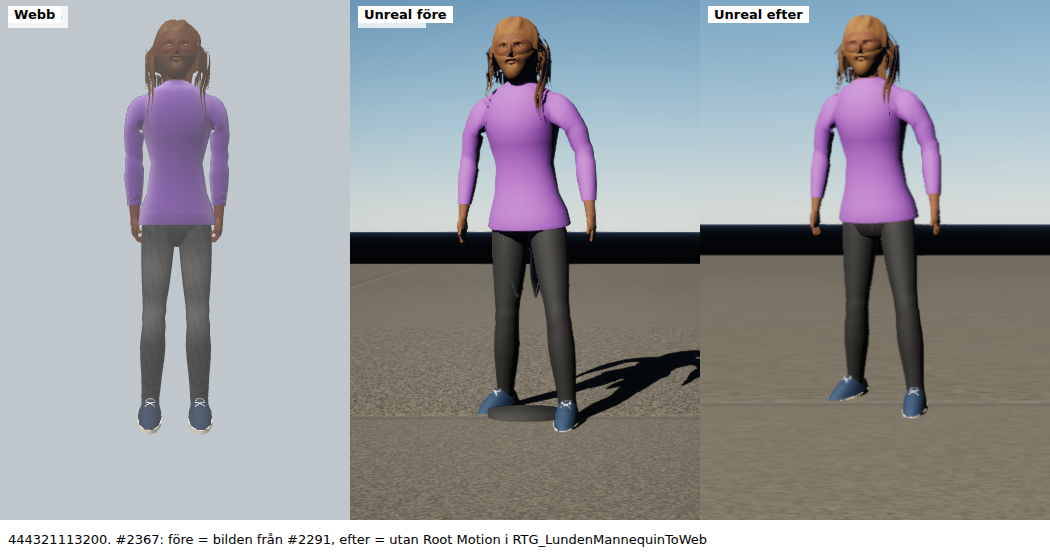 Webb
Unreal före
Unreal efter
444321113200. #2367: före = bilden från #2291, efter = utan Root Motion i RTG_LundenMannequinToWeb